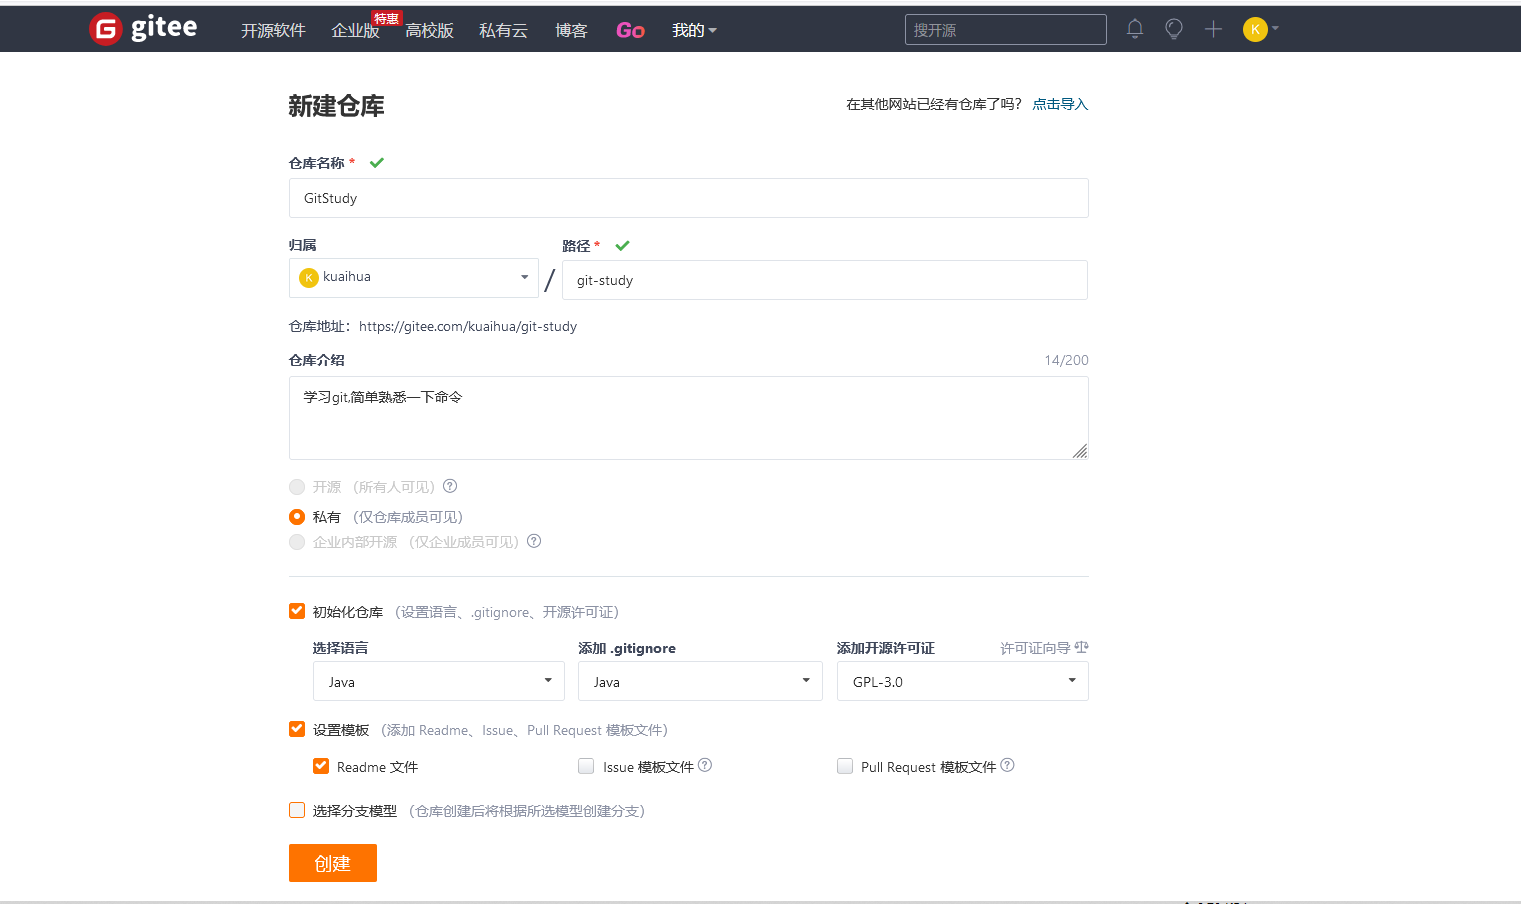 gitee 开源软件 企业版 特惠 高校版 私有云 博客 Go 我的 搜开源 K
新建仓库 在其他网站已经有仓库了吗? 点击导入
仓库名称 *
GitStudy
归属 路径 *
K kuaihua / git-study
仓库地址：https://gitee.com/kuaihua/git-study
仓库介绍 14/200
学习git,简单熟悉一下命令
开源 （所有人可见）
私有 （仅仓库成员可见）
企业内部开源 （仅企业成员可见）
初始化仓库 （设置语言、.gitignore、开源许可证）
选择语言 添加 .gitignore 添加开源许可证 许可证向导
Java Java GPL-3.0
设置模板 （添加 Readme、Issue、Pull Request 模板文件）
Readme 文件 Issue 模板文件 Pull Request 模板文件
选择分支模型 （仓库创建后将根据所选模型创建分支）
创建